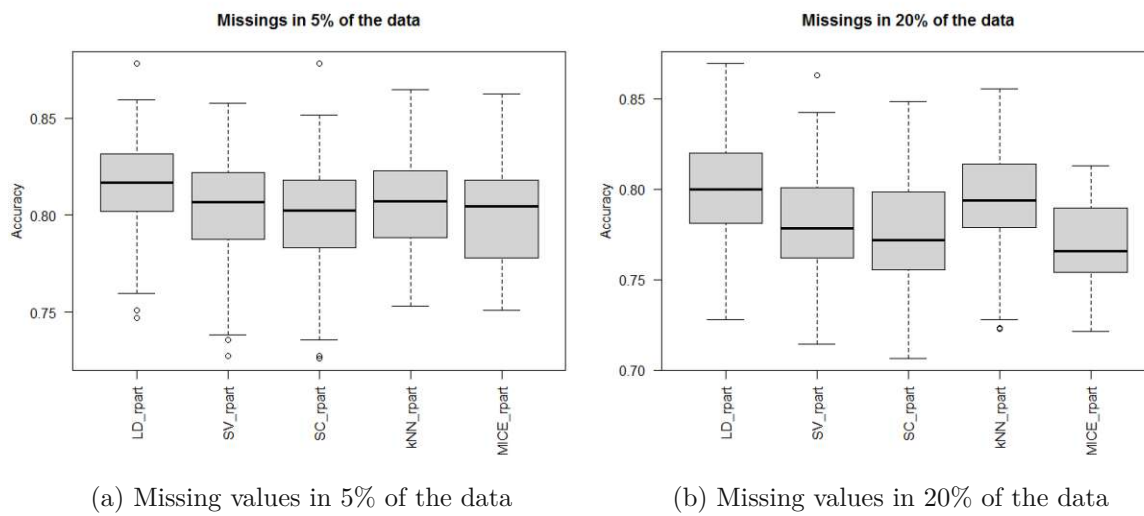 Missings in 5% of the data
Accuracy
0.85
0.80
0.75
LD_rpart
SV_rpart
SC_rpart
kNN_rpart
MICE_rpart
(a) Missing values in 5% of the data
Missings in 20% of the data
Accuracy
0.85
0.80
0.75
0.70
LD_rpart
SV_rpart
SC_rpart
kNN_rpart
MICE_rpart
(b) Missing values in 20% of the data